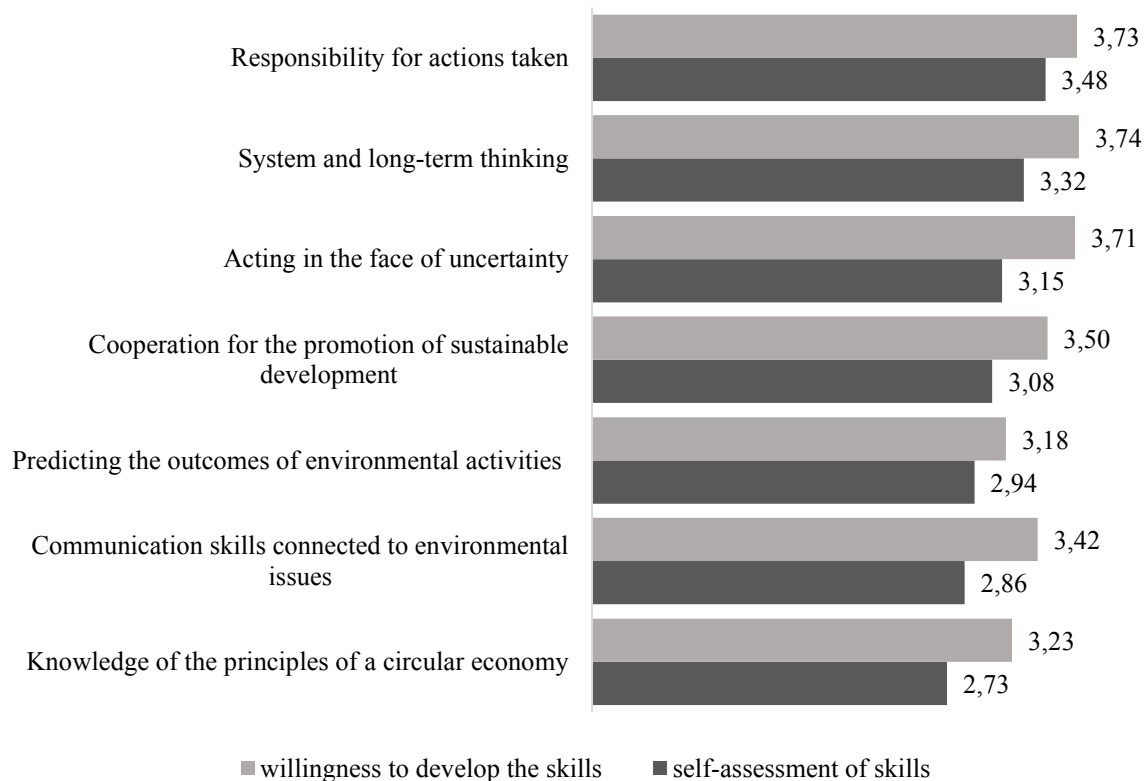 Responsibility for actions taken
3,73
3,48
System and long-term thinking
3,74
3,32
Acting in the face of uncertainty
3,71
3,15
Cooperation for the promotion of sustainable
development
3,50
3,08
Predicting the outcomes of environmental activities
3,18
2,94
Communication skills connected to environmental
issues
3,42
2,86
Knowledge of the principles of a circular economy
3,23
2,73
willingness to develop the skills
self-assessment of skills